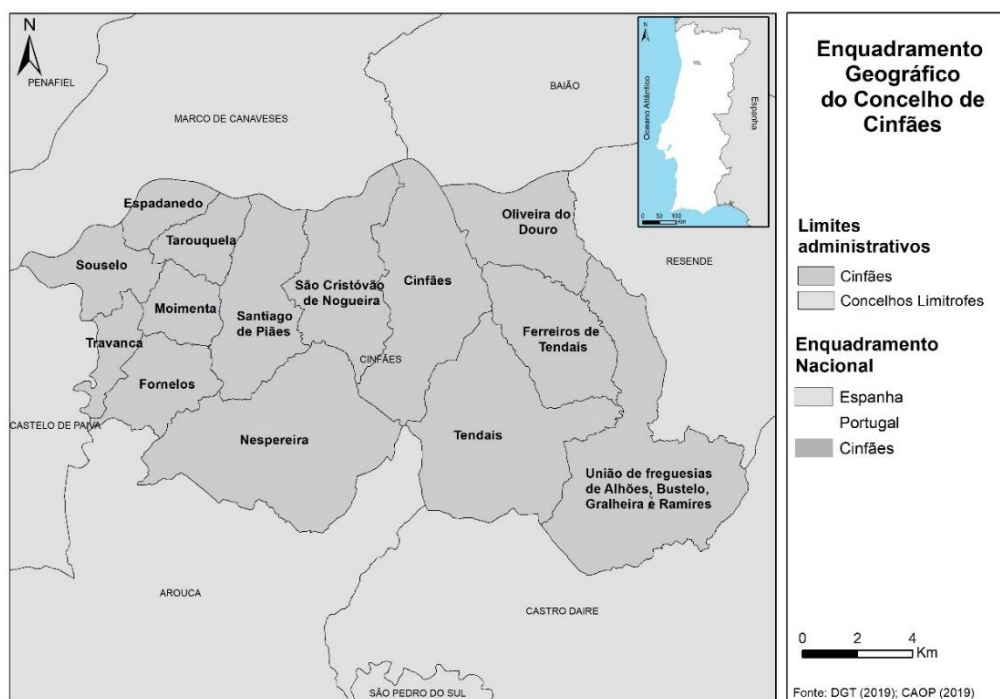 N
PENAFIEL
MARCO DE CANAVESES
BAIÃO
N
Oceano Atlântico
Espanha
0 50 100
Km
Espadanedo
Tarouquela
Souselo
Oliveira do
Douro
RESENDE
São Cristóvão
de Nogueira
Cinfães
Moimenta
Santiago
de Piães
Travanca
Ferreiros de
Tendais
CINFÃES
Fornelos
CASTELO DE PAIVA
Nespereira
Tendais
União de freguesias
de Alhões, Bustelo,
Gralheira e Ramires
AROUCA
CASTRO DAIRE
SÃO PEDRO DO SUL
Enquadramento
Geográfico
do Concelho de
Cinfães
Limites
administrativos
Cinfães
Concelhos Limitrofes
Enquadramento
Nacional
Espanha
Portugal
Cinfães
0 2 4
Km
Fonte: DGT (2019); CAOP (2019)